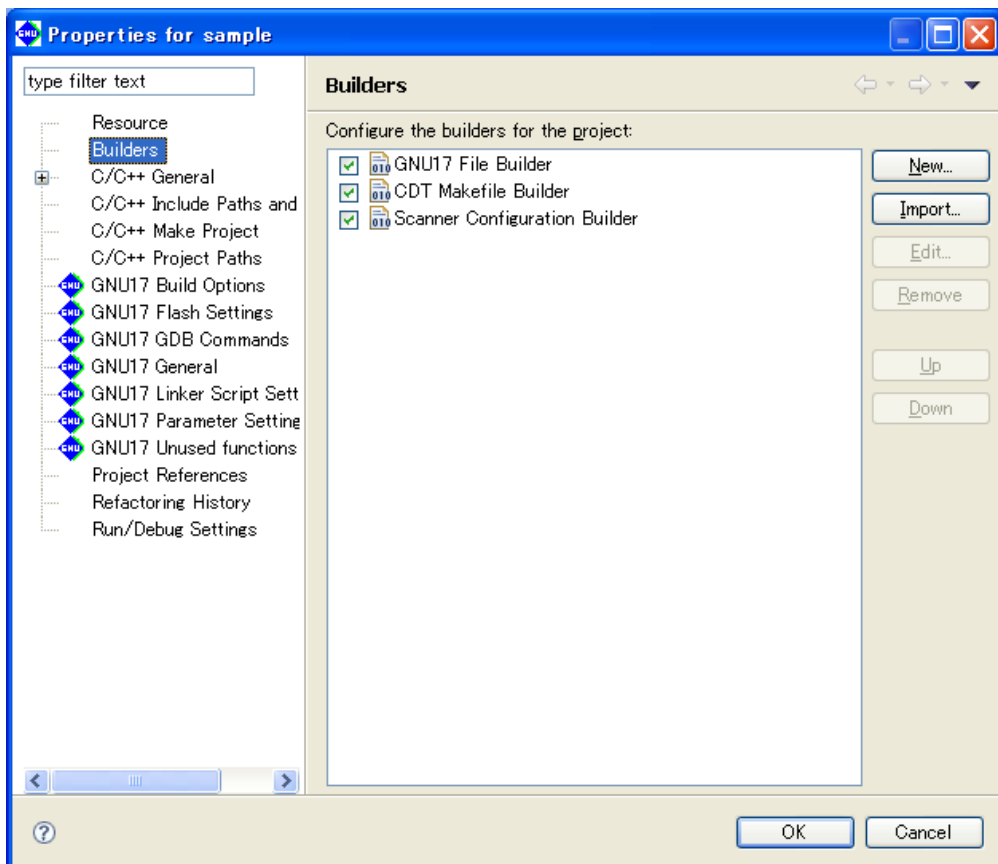 Properties for sample
type filter text
Resource
Builders
C/C++ General
C/C++ Include Paths and
C/C++ Make Project
C/C++ Project Paths
GNU17 Build Options
GNU17 Flash Settings
GNU17 GDB Commands
GNU17 General
GNU17 Linker Script Sett
GNU17 Parameter Setting
GNU17 Unused functions
Project References
Refactoring History
Run/Debug Settings
Builders
Configure the builders for the project:
GNU17 File Builder
CDT Makefile Builder
Scanner Configuration Builder
New...
Import...
Edit...
Remove
Up
Down
OK
Cancel